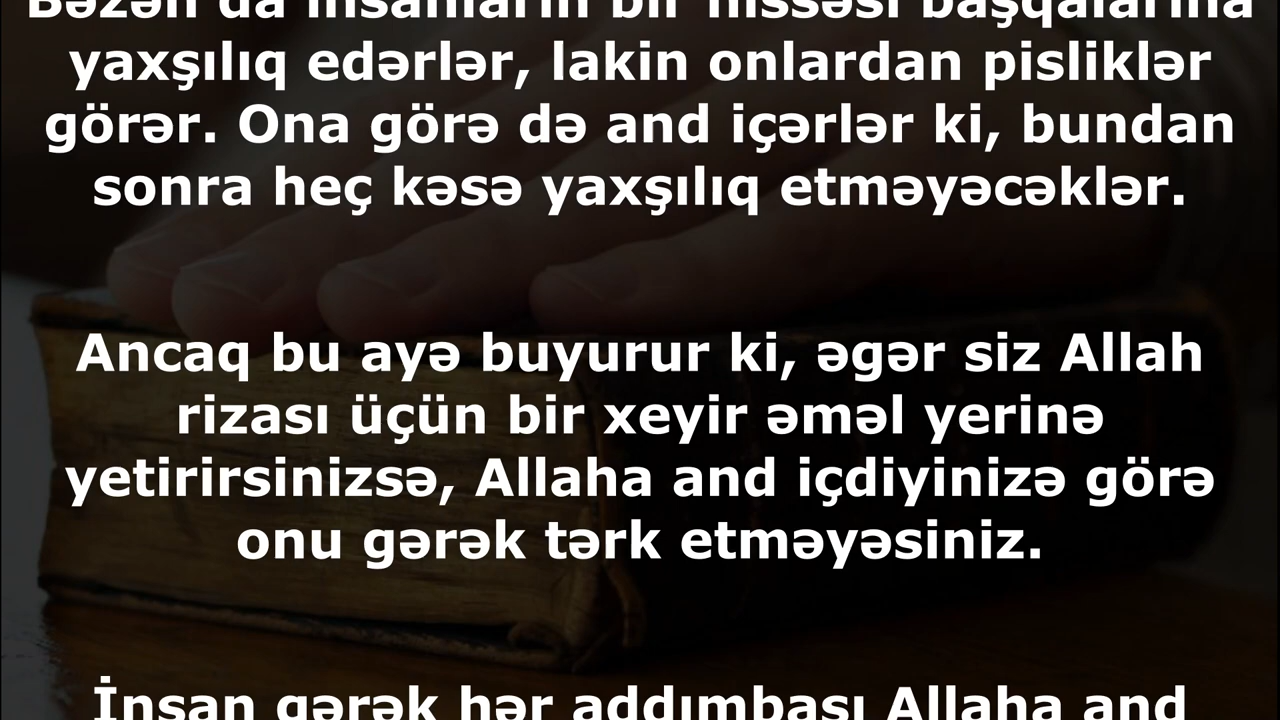 Bəzən də insanların bir hissəsi başqalarına
yaxşılıq edərlər, lakin onlardan pisliklər
görər. Ona görə də and içərlər ki, bundan
sonra heç kəsə yaxşılıq etməyəcəklər.
Ancaq bu ayə buyurur ki, əgər siz Allah
rizası üçün bir xeyir əməl yerinə
yetirirsinizsə, Allaha and içdiyinizə görə
onu gərək tərk etməyəsiniz.
İnsan gərək hər addımbaşı Allaha and